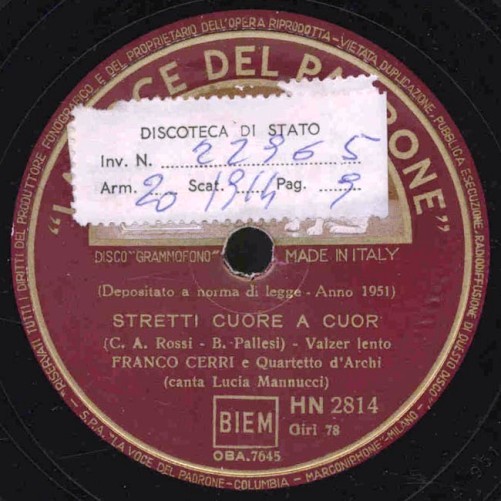 "RISERVATI TUTTI I DIRITTI DEL PRODUTTORE FONOGRAFICO E DEL PROPRIETARIO DELL'OPERA RIPRODOTTA - VIETATA DUPLICAZIONE, PUBBLICA ESECUZIONE, RADIODIFFUSIONE DI QUESTO DISCO"
CE DEL PADRONE"
DISCOTECA DI STATO
Inv. N. 22965
Arm. 20 Scat. 1914 Pag. 9
DISCO "GRAMMOFONO" MADE IN ITALY
(Depositato a norma di legge - Anno 1951)
STRETTI CUORE A CUOR
(C. A. Rossi - B. Pallesi) - Valzer lento
FRANCO CERRI e Quartetto d'Archi
(canta Lucia Mannucci)
BIEM HN 2814
Giri 78
OBA.7645
- S.P.A. "LA VOCE DEL PADRONE-COLUMBIA - MARCONIPHONE"-MILANO -